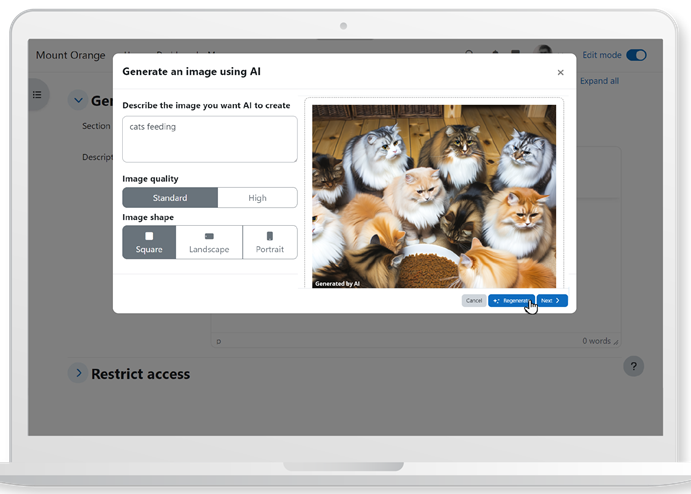 Mount Orange
Edit mode
Expand all
Generate an image using AI
×
Describe the image you want AI to create
cats feeding
Image quality
Standard
High
Image shape
Square
Landscape
Portrait
Generated by AI
Cancel
Regenerate
Next
Section
0 words
?
Restrict access